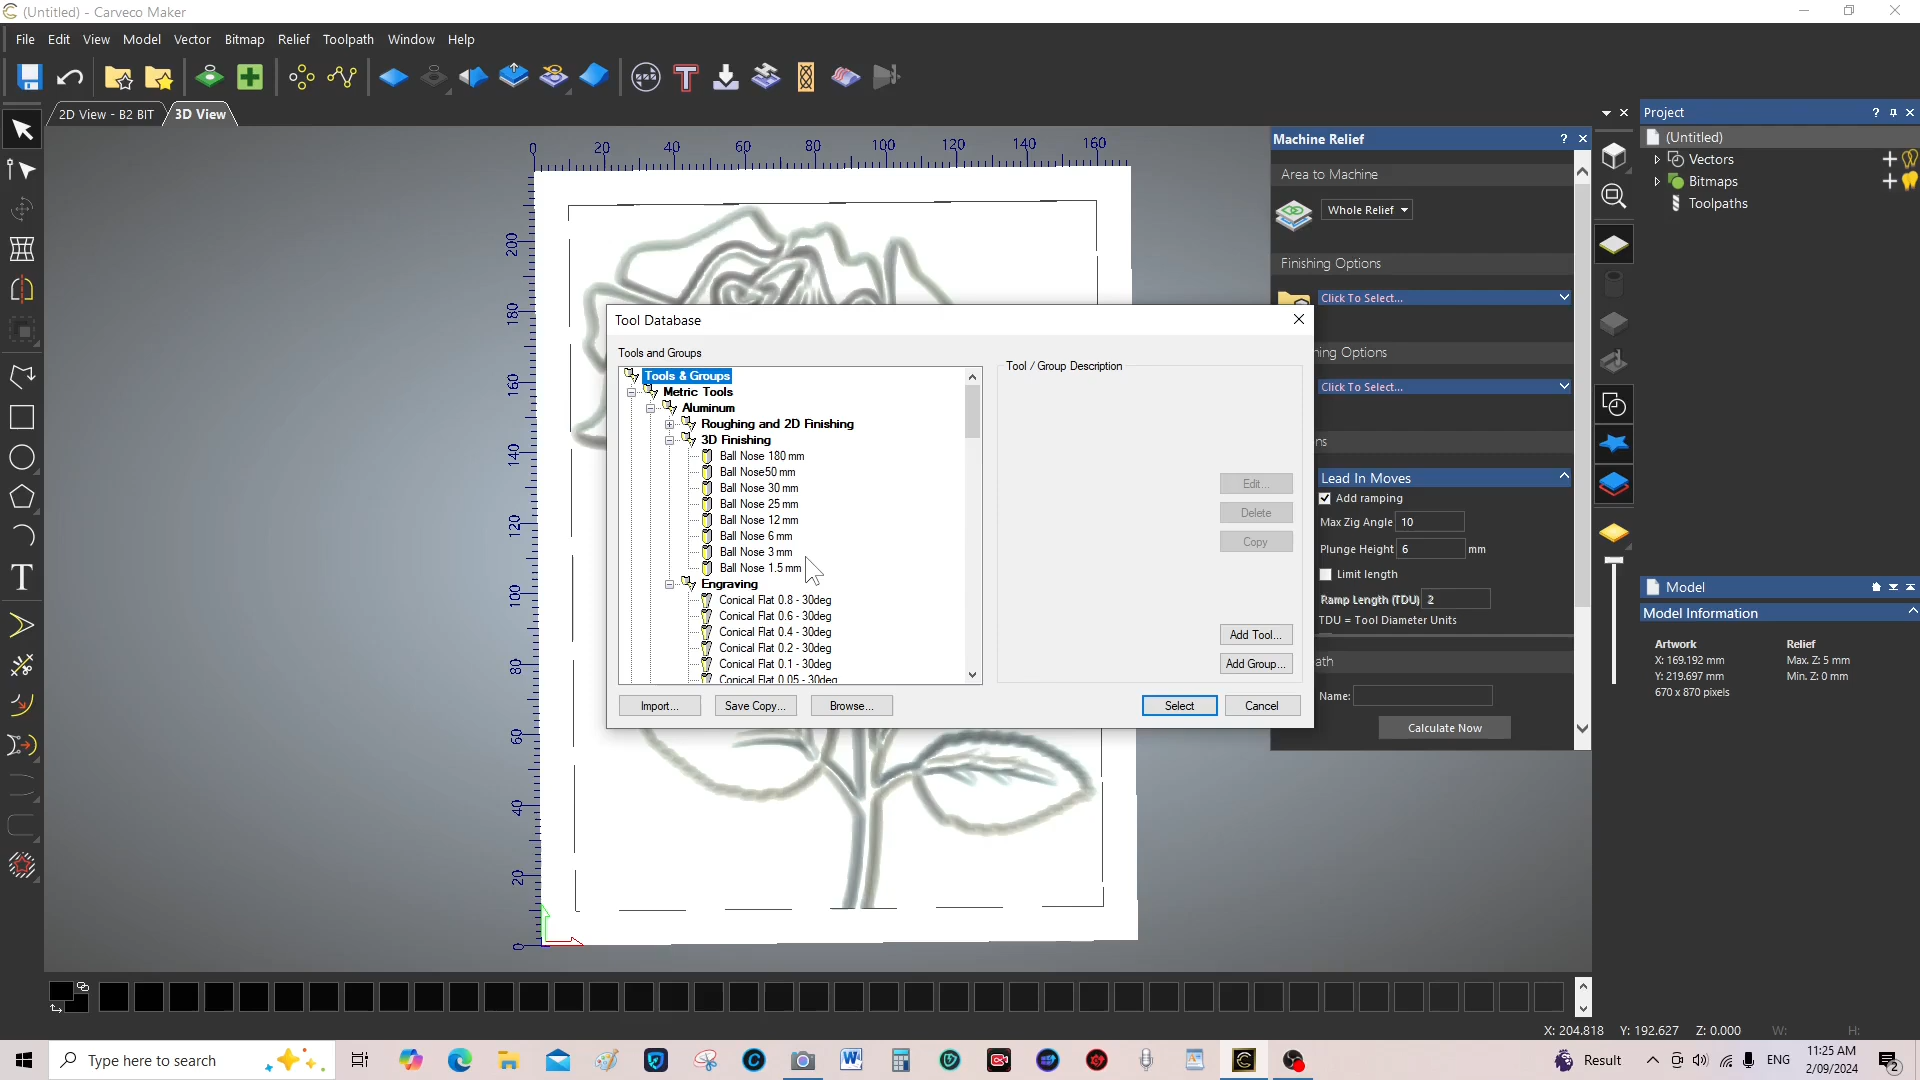 (Untitled) - Carveco Maker
File Edit View Model Vector Bitmap Relief Toolpath Window Help
2D View - B2 BIT 3D View
0 20 40 60 80 100 120 140 160
200
180
160
140
120
100
80
60
40
20
0
Machine Relief ? ×
Area to Machine
Whole Relief
Finishing Options
Click To Select...
ning Options
Click To Select...
ns
Lead In Moves
Add ramping
Max Zig Angle 10
Plunge Height 6 mm
Limit length
Ramp Length (TDU) 2
TDU = Tool Diameter Units
ath
Name:
Calculate Now
Tool Database
Tools and Groups
Tools & Groups
Metric Tools
Aluminum
Roughing and 2D Finishing
3D Finishing
Ball Nose 180 mm
Ball Nose50 mm
Ball Nose 30 mm
Ball Nose 25 mm
Ball Nose 12 mm
Ball Nose 6 mm
Ball Nose 3 mm
Ball Nose 1.5 mm
Engraving
Conical Flat 0.8 - 30deg
Conical Flat 0.6 - 30deg
Conical Flat 0.4 - 30deg
Conical Flat 0.2 - 30deg
Conical Flat 0.1 - 30deg
Conical Flat 0.05 - 30deg
Tool / Group Description
Edit...
Delete
Copy
Add Tool...
Add Group...
Import... Save Copy... Browse... Select Cancel
Project
(Untitled)
Vectors
Bitmaps
Toolpaths
Model
Model Information
Artwork Relief
X: 169.192 mm Max. Z: 5 mm
Y: 219.697 mm Min. Z: 0 mm
670 x 870 pixels
X: 204.818 Y: 192.627 Z: 0.000 W: H:
Type here to search
Result
ENG
11:25 AM
2/09/2024
2